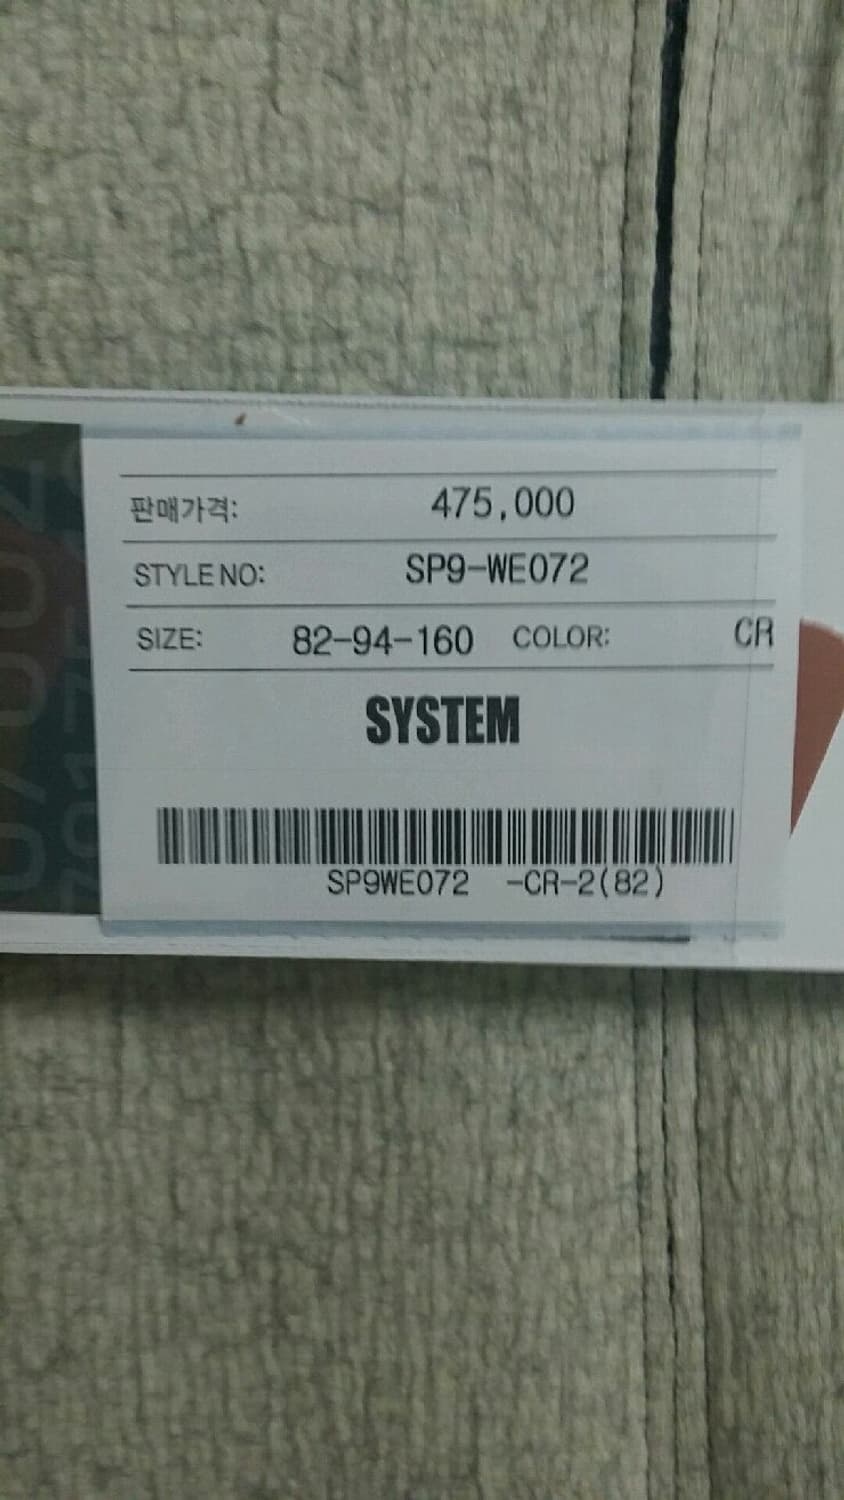 판매가격: 475,000
STYLE NO: SP9-WE072
SIZE: 82-94-160 COLOR: CR
SYSTEM
SP9WE072 -CR-2(82)